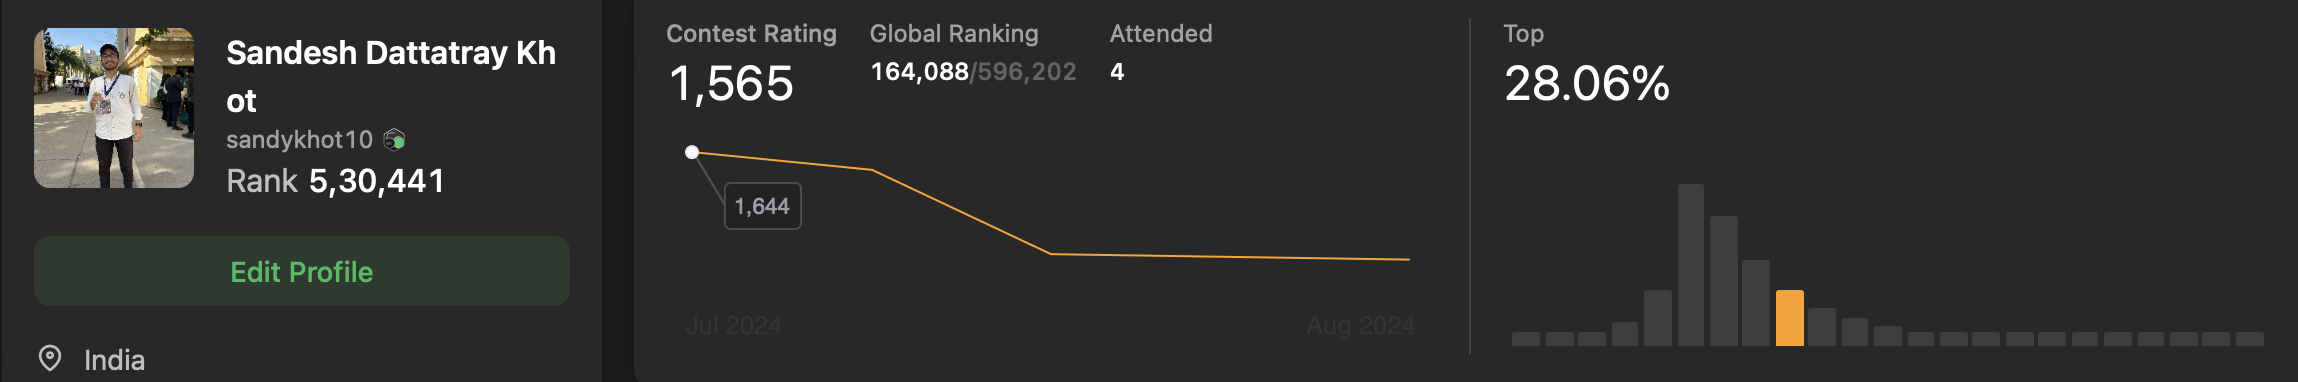 Sandesh Dattatray Kh
ot
sandykhot10
Rank 5,30,441
Edit Profile
India
Contest Rating
1,565
Global Ranking
164,088/596,202
Attended
4
1,644
Jul 2024
Aug 2024
Top
28.06%